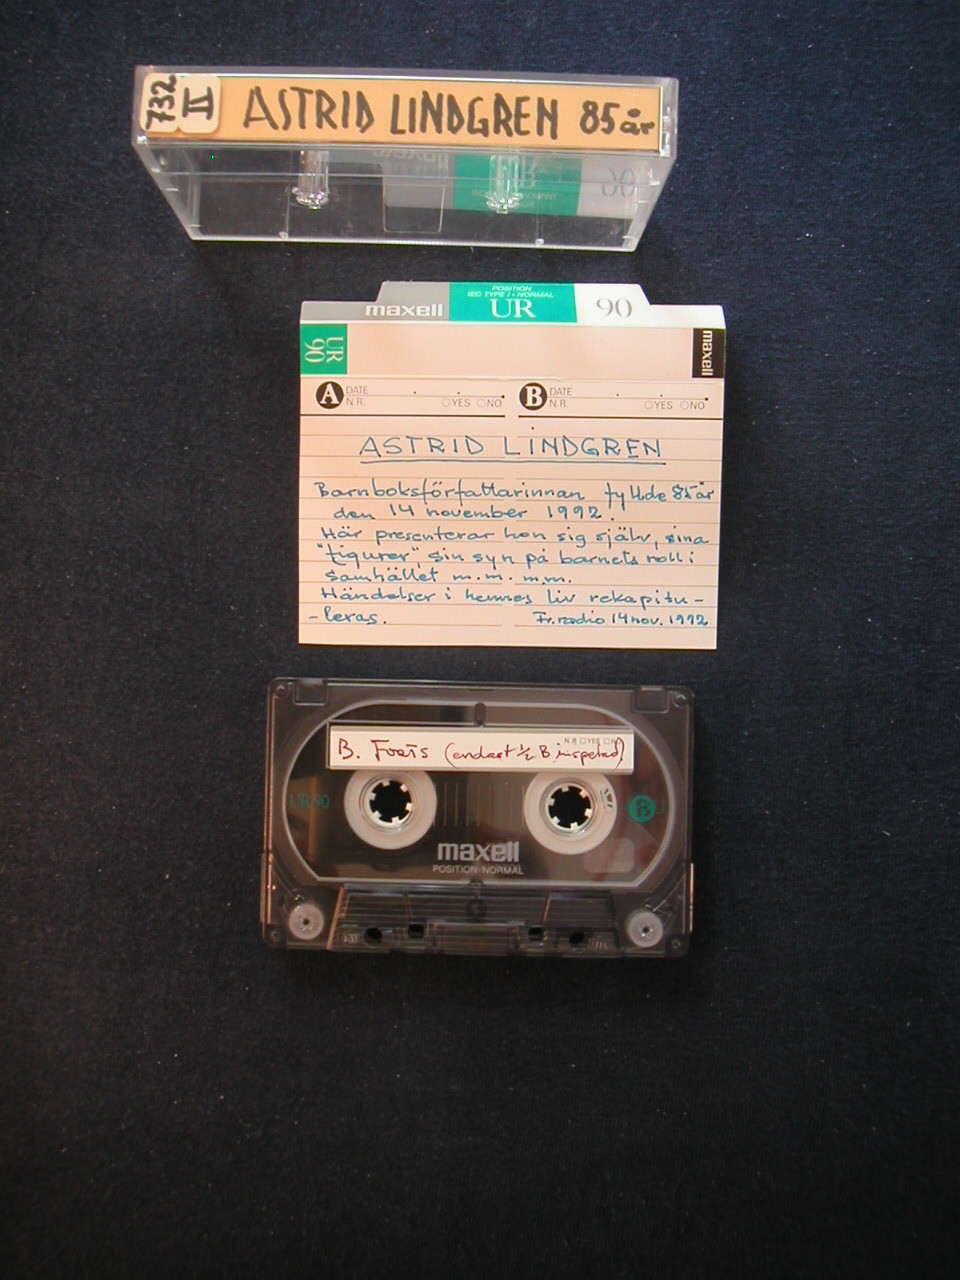 732
II
ASTRID LINDGREN 85 år
maxell
POSITION
IEC TYPE I • NORMAL
UR
90
UR
90
maxell
A DATE
N.R. YES NO
B DATE
N.R. YES NO
ASTRID LINDGREN
Barnboksförfattarinnan fyllde 85 år
den 14 november 1992.
Här presenterar hon sig själv, sina
"figurer", sin syn på barnets roll i
samhället m.m. m.m.
Händelser i hennes liv rekapitu-
-leras. Fr. radio 14 nov. 1992
N.R. YES NO
B. Forts (endast ½ B inspelad)
UR 90
B
maxell
POSITION • NORMAL